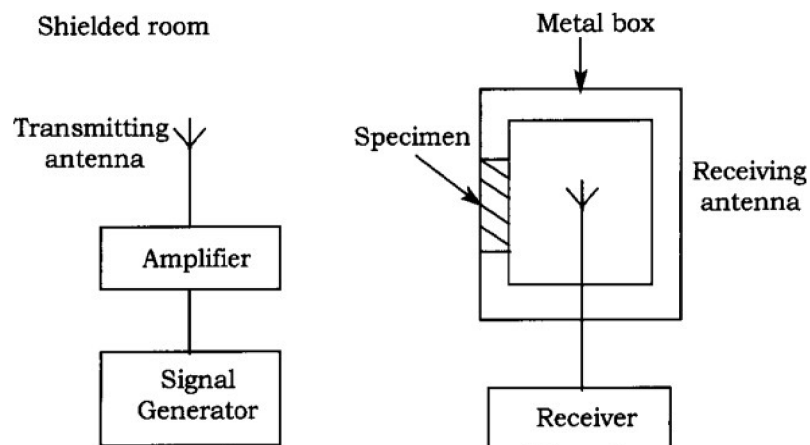 Shielded room
Metal box
Transmitting
antenna
Specimen
Receiving
antenna
Amplifier
Signal
Generator
Receiver